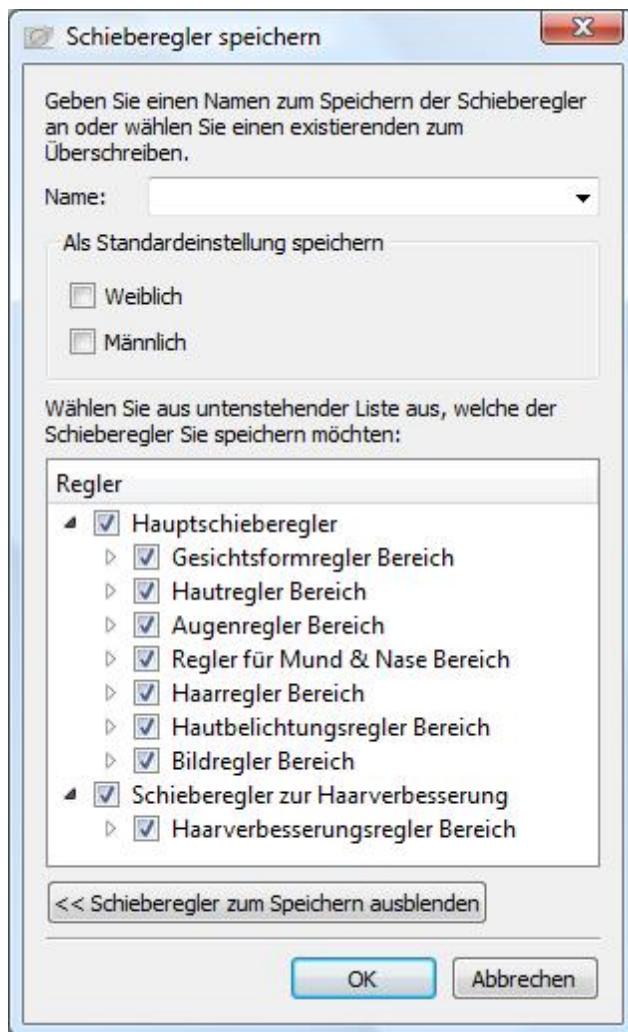 Schieberegler speichern
Geben Sie einen Namen zum Speichern der Schieberegler
an oder wählen Sie einen existierenden zum
Überschreiben.
Name:
Als Standardeinstellung speichern
Weiblich
Männlich
Wählen Sie aus untenstehender Liste aus, welche der
Schieberegler Sie speichern möchten:
Regler
Hauptschieberegler
Gesichtsformregler Bereich
Hautregler Bereich
Augenregler Bereich
Regler für Mund & Nase Bereich
Haarregler Bereich
Hautbelichtungsregler Bereich
Bildregler Bereich
Schieberegler zur Haarverbesserung
Haarverbesserungsregler Bereich
<< Schieberegler zum Speichern ausblenden
OK Abbrechen